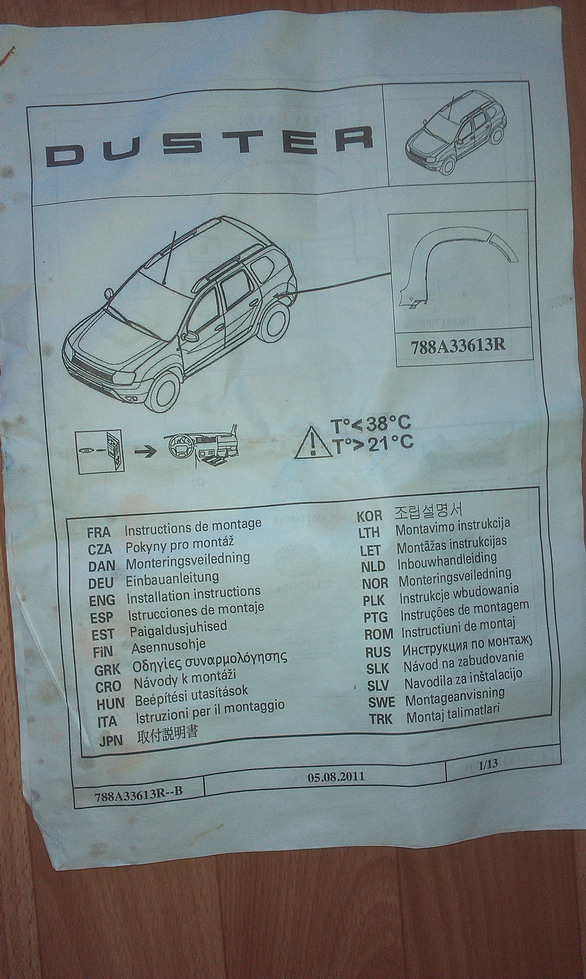 DUSTER
788A33613R
T°<38°C
T°>21°C
FRA Instructions de montage
CZA Pokyny pro montáž
DAN Monteringsveiledning
DEU Einbauanleitung
ENG Installation instructions
ESP Istrucciones de montaje
EST Paigaldusjuhised
FiN Asennusohje
GRK Οδηγίες συναρμολόγησης
CRO Návody k montáži
HUN Beépítési utasítások
ITA Istruzioni per il montaggio
JPN 取付説明書
KOR 조립설명서
LTH Montavimo instrukcija
LET Montāžas instrukcijas
NLD Inbouwhandleiding
NOR Monteringsveiledning
PLK Instrukcje wbudowania
PTG Instruções de montagem
ROM Instructiuni de montaj
RUS Инструкция по монтажу
SLK Návod na zabudovanie
SLV Navodila za inštalacijo
SWE Montageanvisning
TRK Montaj talimatlari
788A33613R--B
05.08.2011
1/13